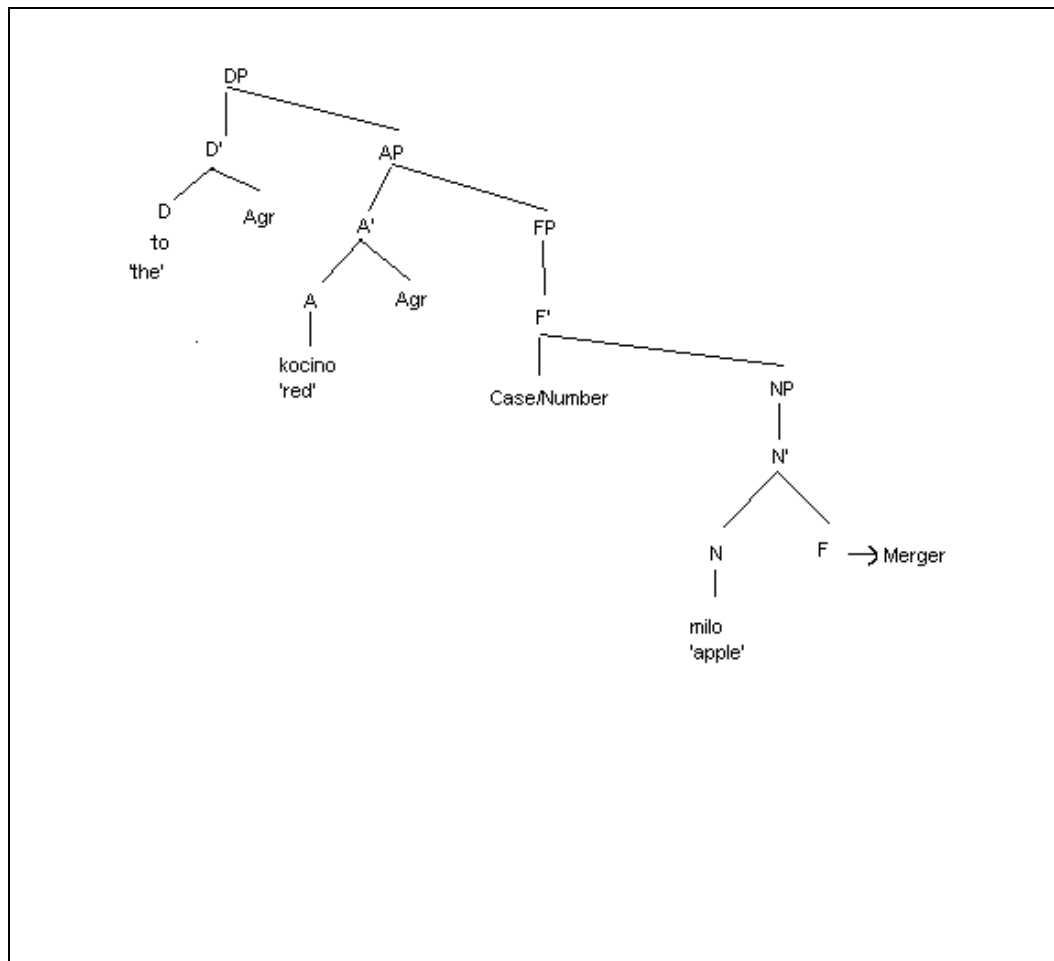 DP
D'
AP
D
Agr
A'
FP
to
'the'
A
Agr
F'
kocino
'red'
Case/Number
NP
N'
N
F
Merger
milo
'apple'